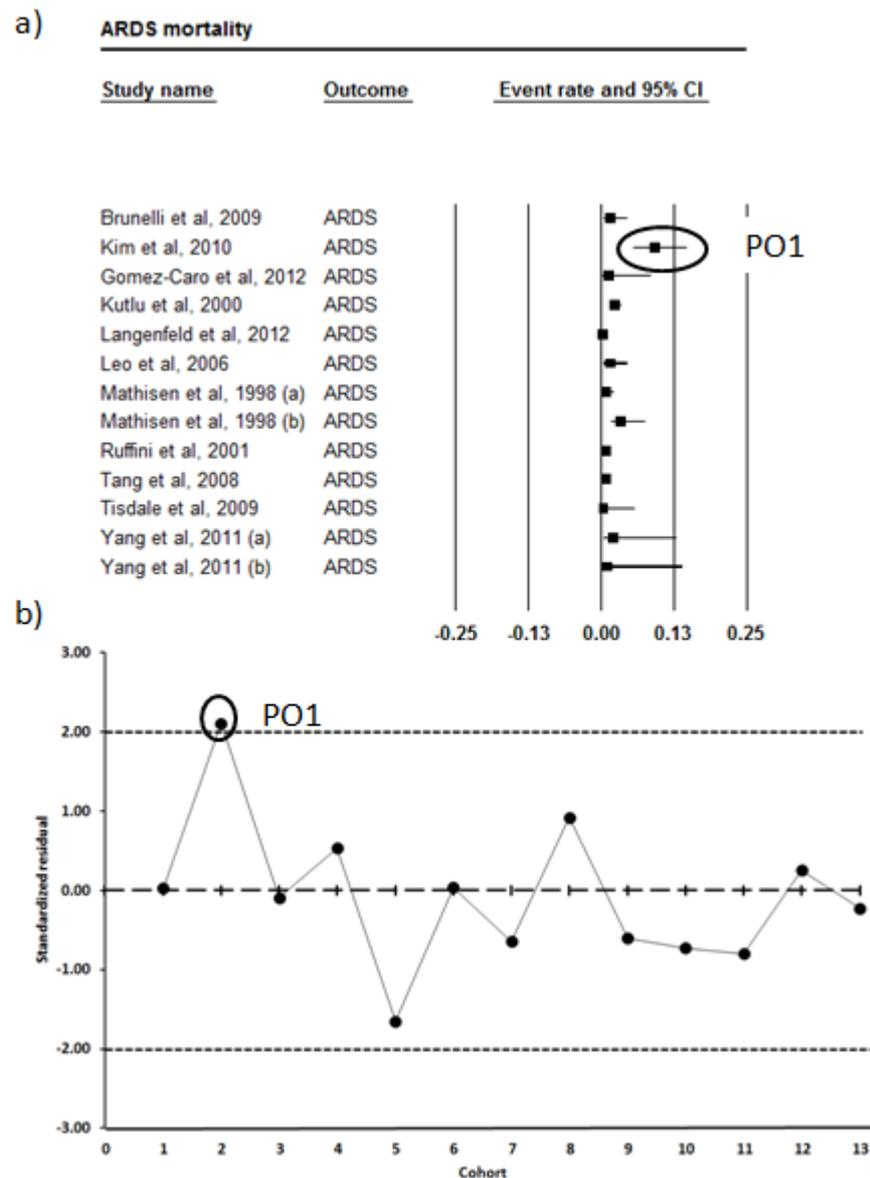 a)
ARDS mortality
Study name Outcome Event rate and 95% CI
Brunelli et al, 2009 ARDS
Kim et al, 2010 ARDS PO1
Gomez-Caro et al, 2012 ARDS
Kutlu et al, 2000 ARDS
Langenfeld et al, 2012 ARDS
Leo et al, 2006 ARDS
Mathisen et al, 1998 (a) ARDS
Mathisen et al, 1998 (b) ARDS
Ruffini et al, 2001 ARDS
Tang et al, 2008 ARDS
Tisdale et al, 2009 ARDS
Yang et al, 2011 (a) ARDS
Yang et al, 2011 (b) ARDS
-0.25 -0.13 0.00 0.13 0.25
b)
3.00
PO1
2.00
1.00
0.00
-1.00
-2.00
-3.00
Standardized residual
0 1 2 3 4 5 6 7 8 9 10 11 12 13
Cohort